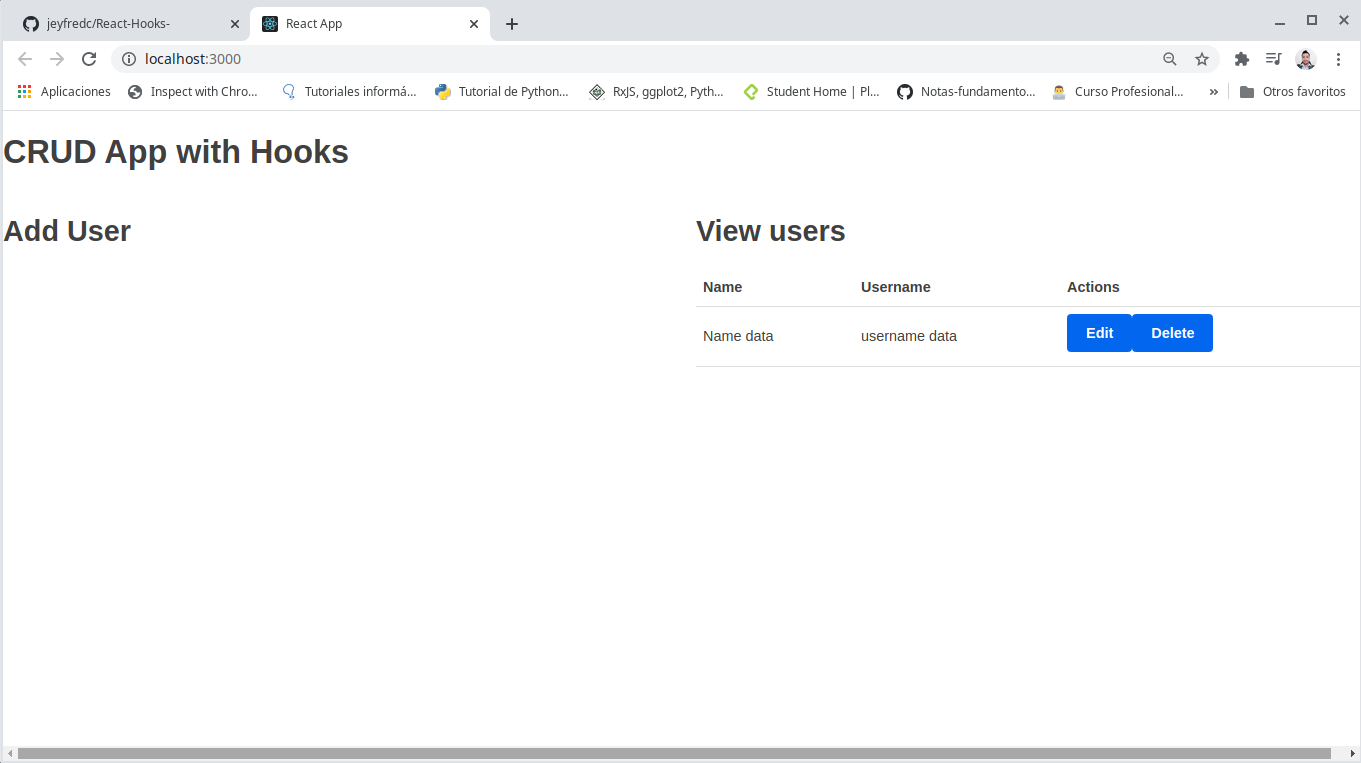 jeyfredc/React-Hooks-
React App
localhost:3000
Aplicaciones
Inspect with Chro...
Tutoriales informá...
Tutorial de Python...
RxJS, ggplot2, Pyth...
Student Home | Pl...
Notas-fundamento...
Curso Profesional...
»
Otros favoritos
CRUD App with Hooks
Add User
View users
Name Username Actions
Name data username data Edit Delete